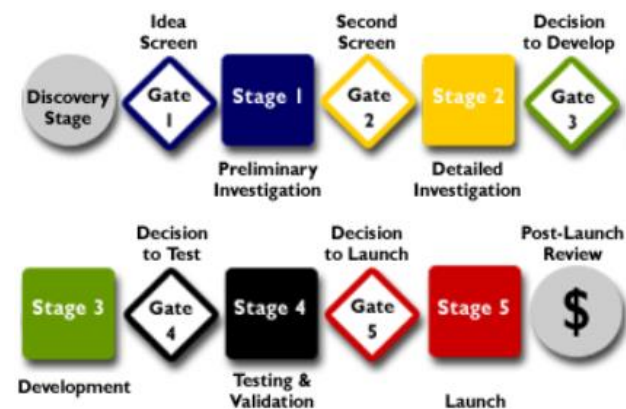 Idea
Screen
Second
Screen
Decision
to Develop
Discovery
Stage
Gate
1
Stage 1
Gate
2
Stage 2
Gate
3
Preliminary
Investigation
Detailed
Investigation
Decision
to Test
Decision
to Launch
Post-Launch
Review
Stage 3
Gate
4
Stage 4
Gate
5
Stage 5
$
Development
Testing &
Validation
Launch